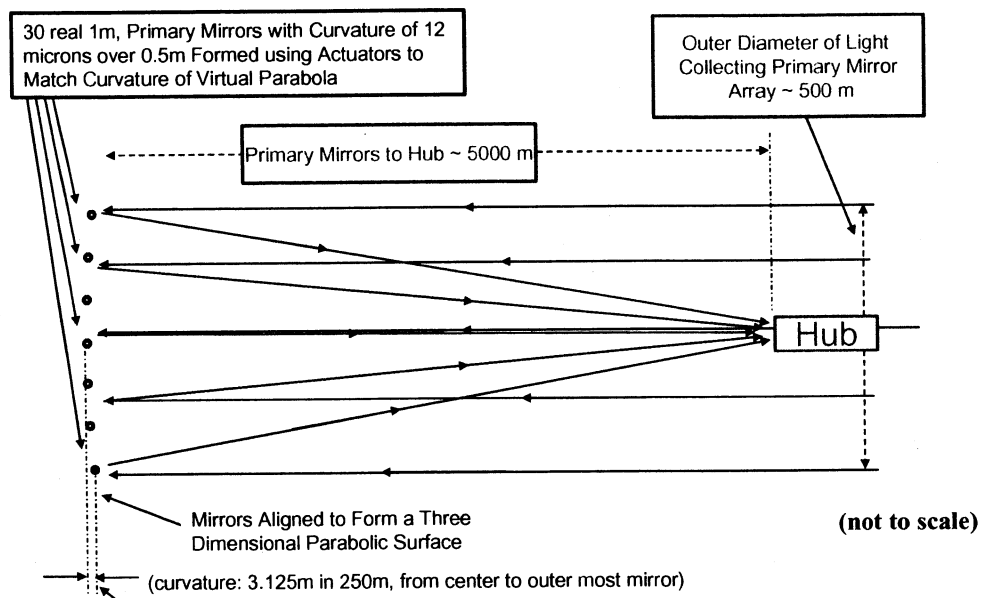 30 real 1m, Primary Mirrors with Curvature of 12
microns over 0.5m Formed using Actuators to
Match Curvature of Virtual Parabola
Outer Diameter of Light
Collecting Primary Mirror
Array ~ 500 m
Primary Mirrors to Hub ~ 5000 m
Hub
Mirrors Aligned to Form a Three
Dimensional Parabolic Surface
(not to scale)
(curvature: 3.125m in 250m, from center to outer most mirror)